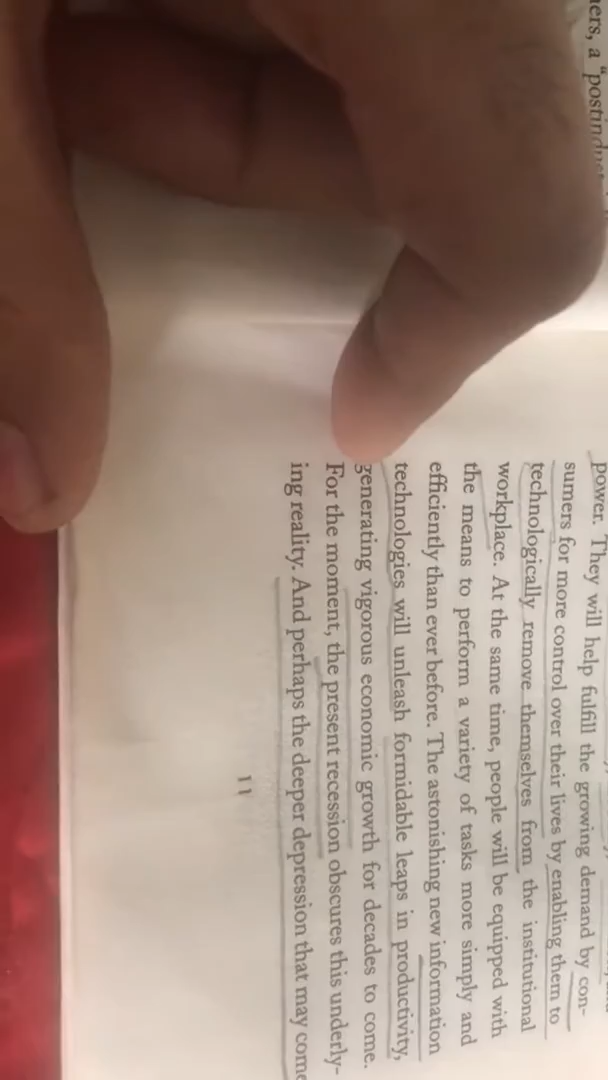 ners, a "postindus
power. They will help fulfill the growing demand by con-
sumers for more control over their lives by enabling them to
technologically remove themselves from the institutional
workplace. At the same time, people will be equipped with
the means to perform a variety of tasks more simply and
efficiently than ever before. The astonishing new information
technologies will unleash formidable leaps in productivity,
generating vigorous economic growth for decades to come.
For the moment, the present recession obscures this underly-
ing reality. And perhaps the deeper depression that may come
11